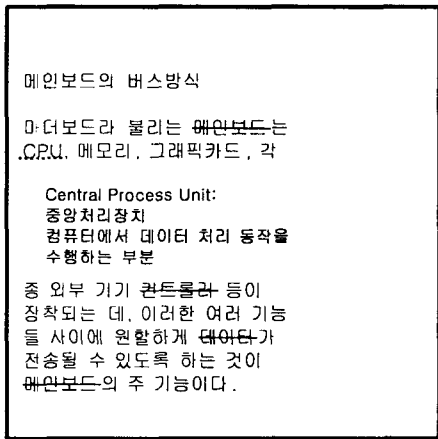 메인보드의 버스방식
마더보드라 불리는 메인보드는
CPU, 메모리, 그래픽카드, 각
Central Process Unit:
중앙처리장치
컴퓨터에서 데이터 처리 동작을
수행하는 부분
종 외부 기기 컨트롤러 등이
장착되는 데, 이러한 여러 기능
들 사이에 원할하게 데이터가
전송될 수 있도록 하는 것이
메인보드의 주 기능이다.